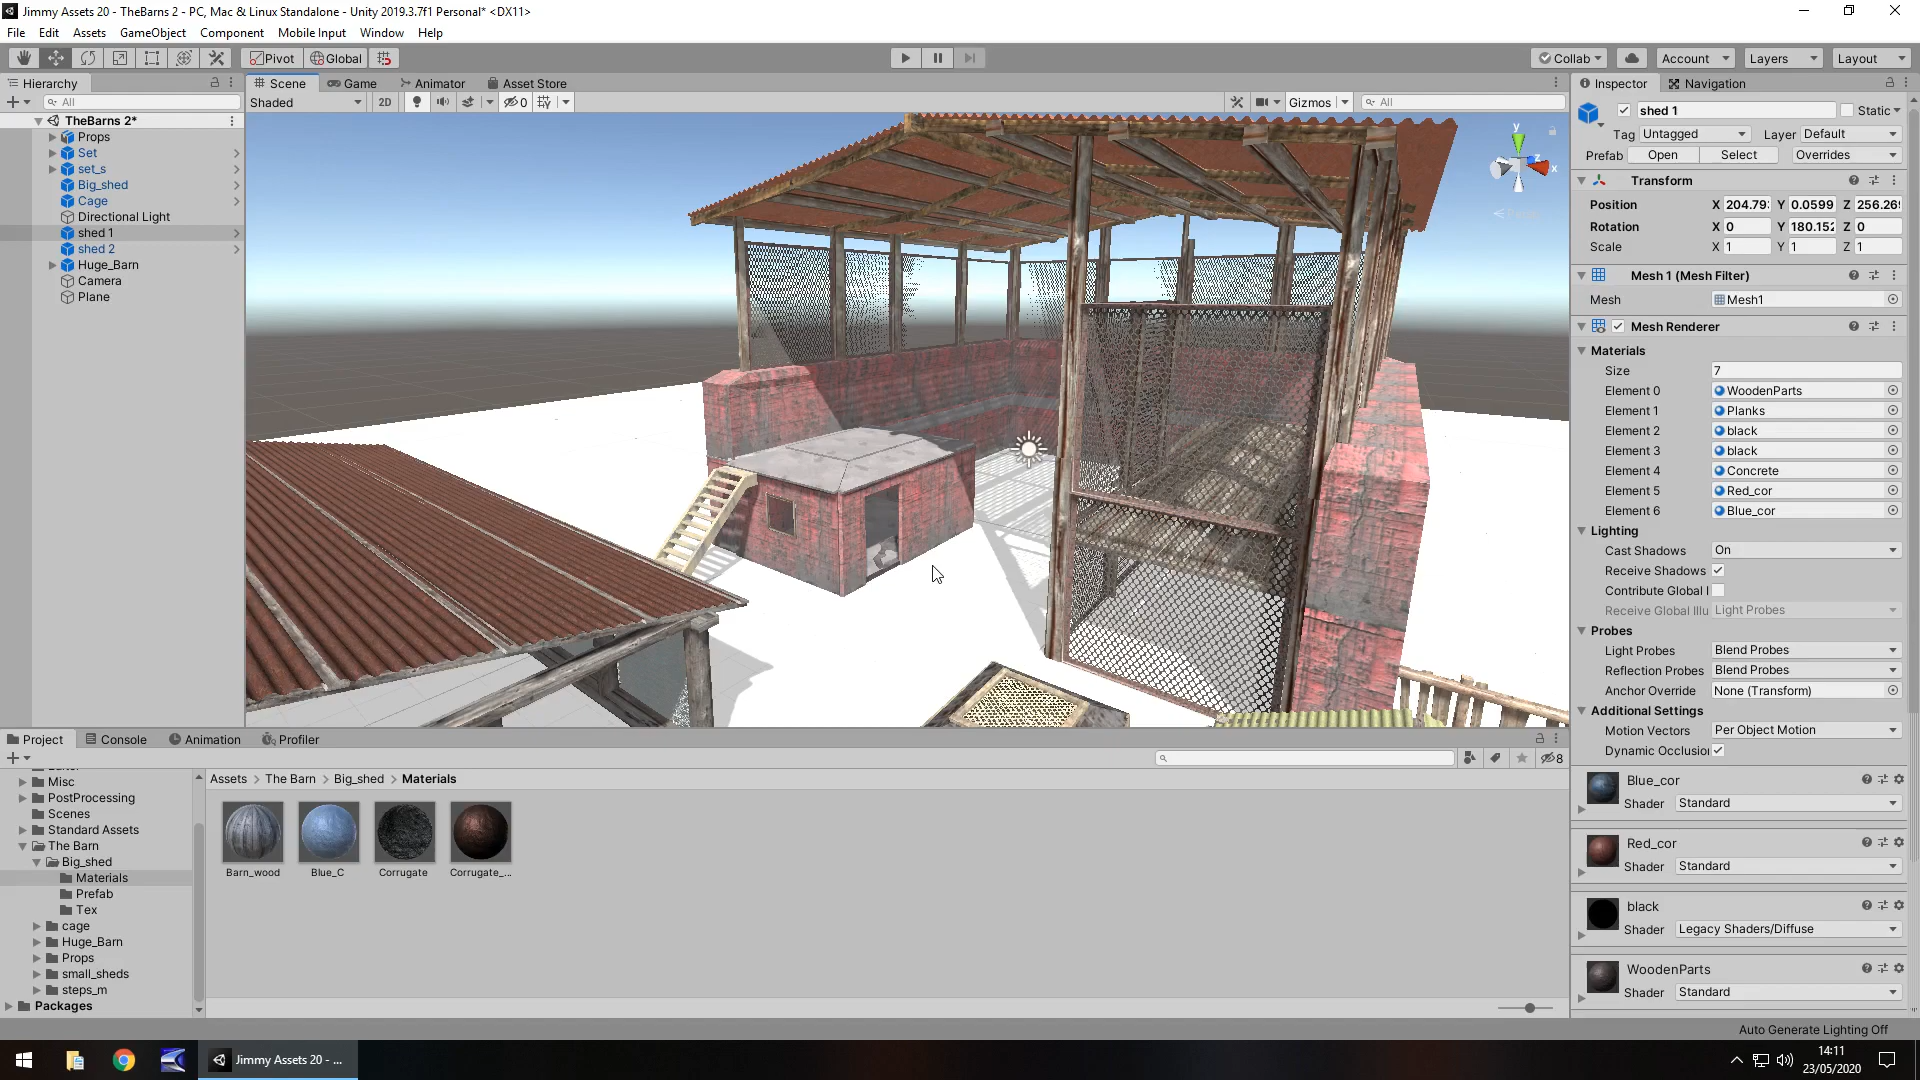 Jimmy Assets 20 - TheBarns 2 - PC, Mac & Linux Standalone - Unity 2019.3.7f1 Personal* <DX11>
File Edit Assets GameObject Component Mobile Input Window Help
Pivot Global Collab Account Layers Layout
Hierarchy
All
TheBarns 2*
Props
Set
set_s
Big_shed
Cage
Directional Light
shed 1
shed 2
Huge_Barn
Camera
Plane
Scene Game Animator Asset Store
Shaded 2D 0 Gizmos All
y
z
x
Inspector Navigation
shed 1 Static
Tag Untagged Layer Default
Prefab Open Select Overrides
Transform
Position X 204.79 Y 0.0599 Z 256.26
Rotation X 0 Y 180.152 Z 0
Scale X 1 Y 1 Z 1
Mesh 1 (Mesh Filter)
Mesh Mesh1
Mesh Renderer
Materials
Size 7
Element 0 WoodenParts
Element 1 Planks
Element 2 black
Element 3 black
Element 4 Concrete
Element 5 Red_cor
Element 6 Blue_cor
Lighting
Cast Shadows On
Receive Shadows
Contribute Global I
Receive Global Illu Light Probes
Probes
Light Probes Blend Probes
Reflection Probes Blend Probes
Anchor Override None (Transform)
Additional Settings
Motion Vectors Per Object Motion
Dynamic Occlusion
Blue_cor
Shader Standard
Red_cor
Shader Standard
black
Shader Legacy Shaders/Diffuse
WoodenParts
Shader Standard
Project Console Animation Profiler
8
Misc
PostProcessing
Scenes
Standard Assets
The Barn
Big_shed
Materials
Prefab
Tex
cage
Huge_Barn
Props
small_sheds
steps_m
Packages
Assets > The Barn > Big_shed > Materials
Barn_wood Blue_C Corrugate Corrugate_...
Auto Generate Lighting Off
Jimmy Assets 20 - ...
14:11
23/05/2020